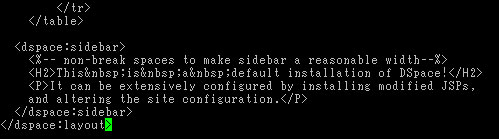 </tr>
</table>
<dspace:sidebar>
<%-- non-break spaces to make sidebar a reasonable width--%>
<H2>This&nbsp;is&nbsp;a&nbsp;default installation of DSpace!</H2>
<P>It can be extensively configured by installing modified JSPs,
and altering the site configuration.</P>
</dspace:sidebar>
</dspace:layout>